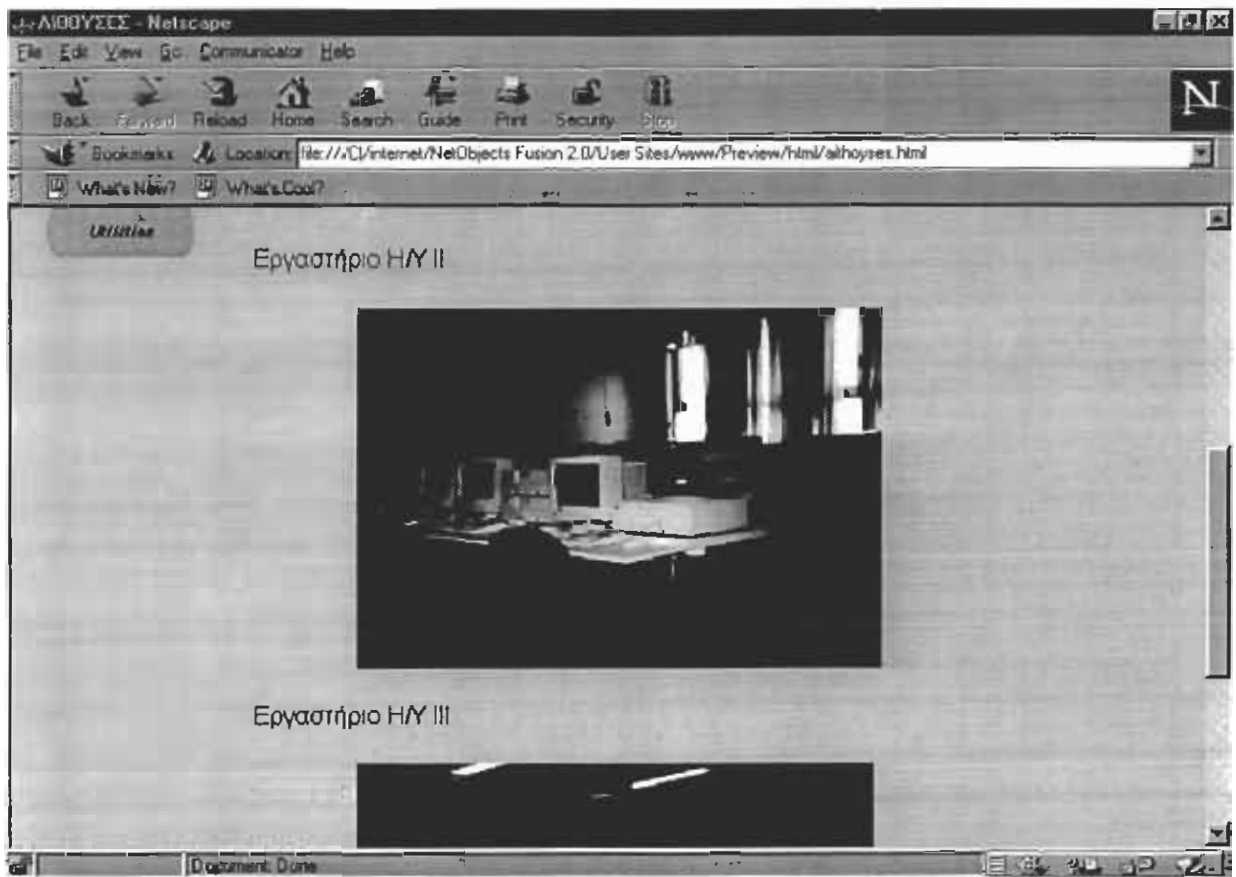 ΑΙΘΟΥΣΕΣ - Netscape
File Edit View Go Communicator Help
Back Forward Reload Home Search Guide Print Security Stop
Bookmarks Location: file:///C|/internet/NetObjects Fusion 2.0/User Sites/www/Preview/html/aithoyses.html
What's New? What's Cool?
Utilities
Εργαστήριο Η/Υ ΙΙ
Εργαστήριο Η/Υ ΙΙΙ
Document: Done